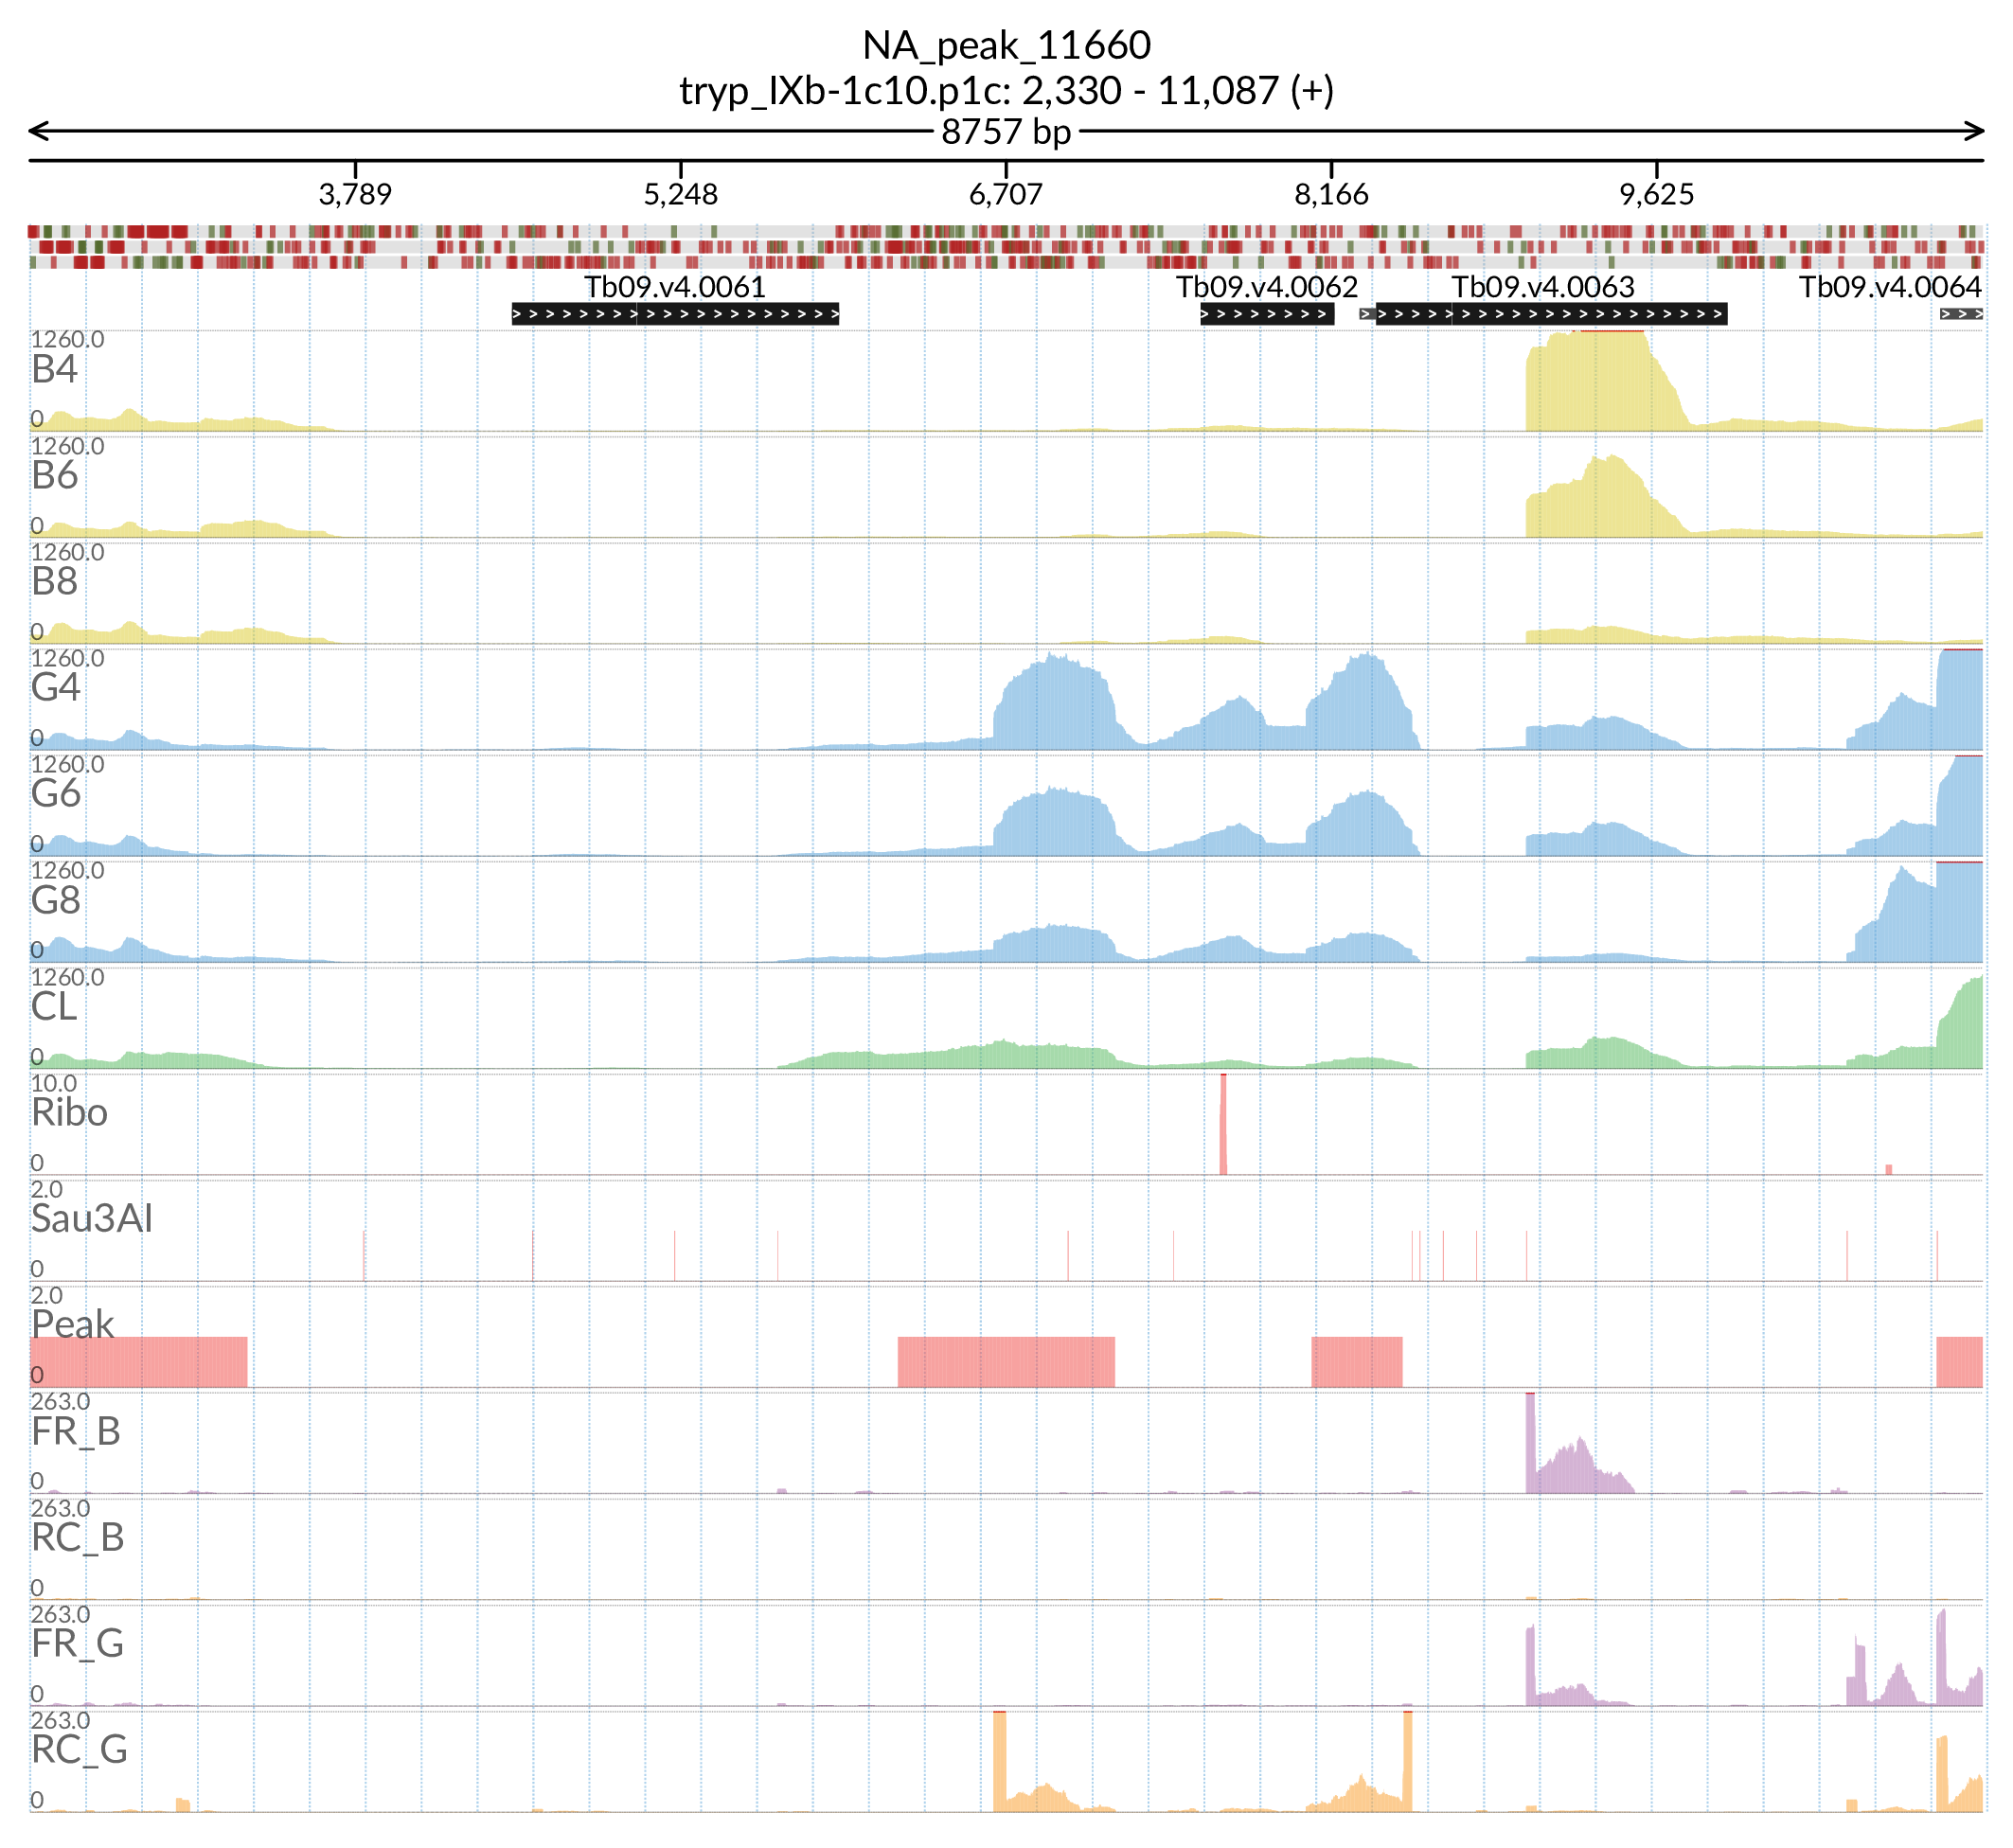 NA_peak_11660
tryp_IXb-1c10.p1c: 2,330 - 11,087 (+)
8757 bp
3,789 5,248 6,707 8,166 9,625
Tb09.v4.0061 Tb09.v4.0062 Tb09.v4.0063 Tb09.v4.0064
1260.0
B4
0
1260.0
B6
0
1260.0
B8
0
1260.0
G4
0
1260.0
G6
0
1260.0
G8
0
1260.0
CL
0
10.0
Ribo
0
2.0
Sau3AI
0
2.0
Peak
0
263.0
FR_B
0
263.0
RC_B
0
263.0
FR_G
0
263.0
RC_G
0